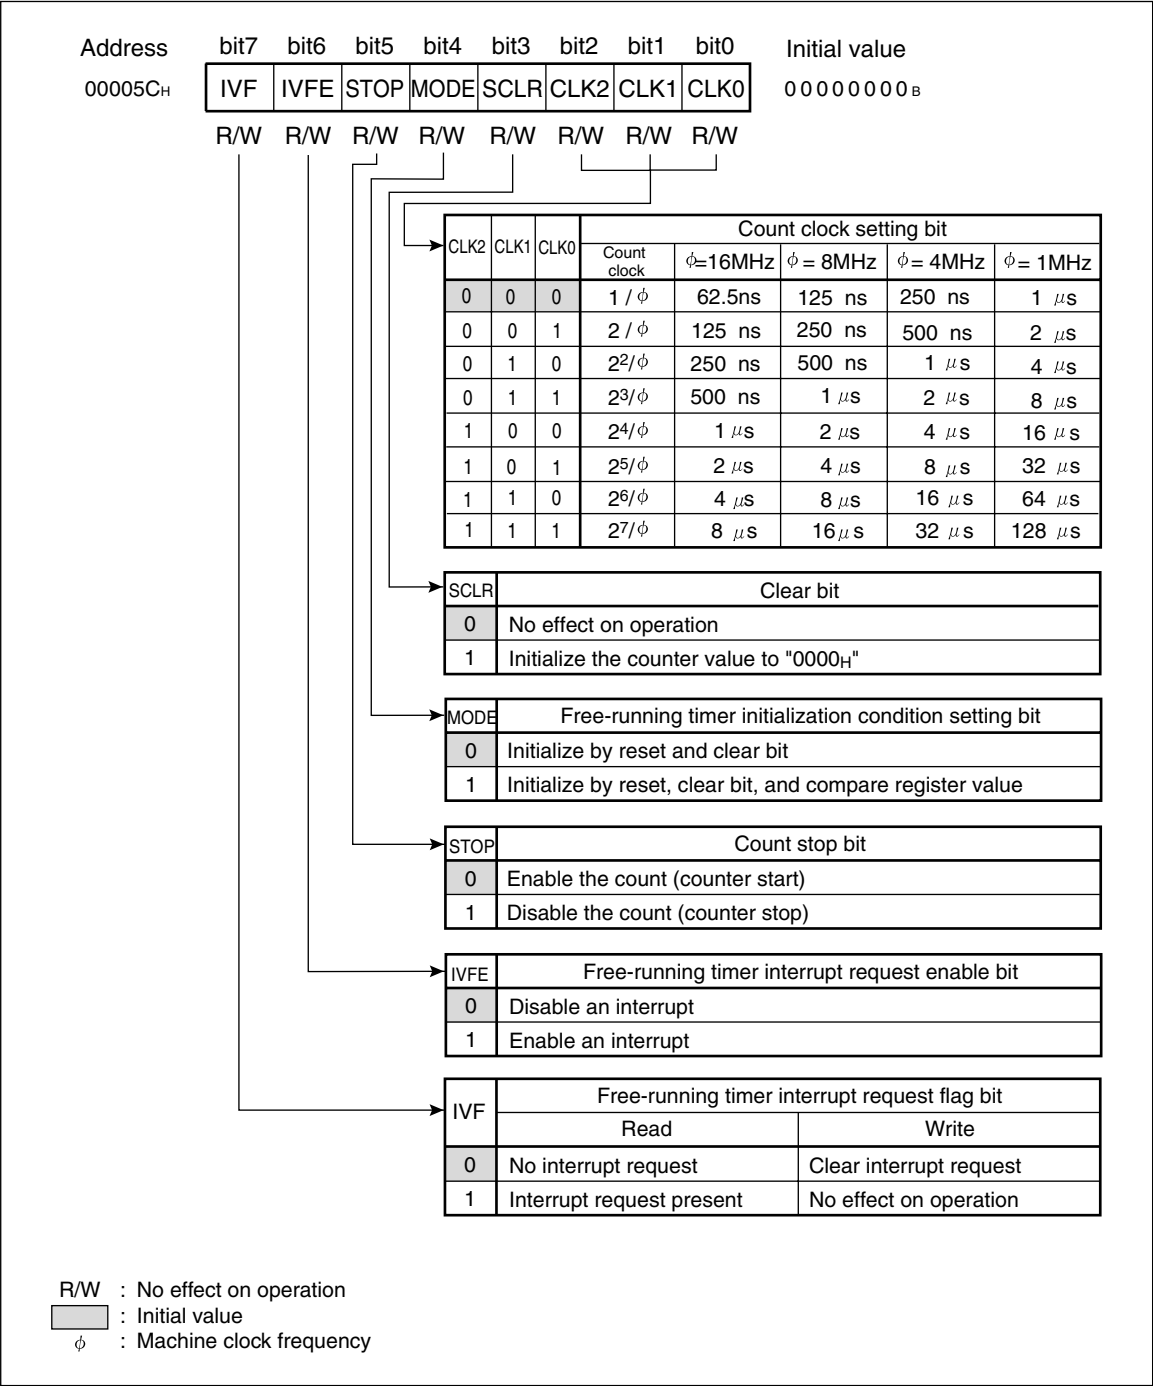 Address bit7 bit6 bit5 bit4 bit3 bit2 bit1 bit0 Initial value
00005CH IVF IVFE STOP MODE SCLR CLK2 CLK1 CLK0 00000000B
R/W R/W R/W R/W R/W R/W R/W R/W
CLK2 CLK1 CLK0 Count clock setting bit
Count clock ϕ=16MHz ϕ = 8MHz ϕ = 4MHz ϕ = 1MHz
0 0 0 1 / ϕ 62.5ns 125 ns 250 ns 1 μs
0 0 1 2 / ϕ 125 ns 250 ns 500 ns 2 μs
0 1 0 2²/ϕ 250 ns 500 ns 1 μs 4 μs
0 1 1 2³/ϕ 500 ns 1 μs 2 μs 8 μs
1 0 0 2⁴/ϕ 1 μs 2 μs 4 μs 16 μs
1 0 1 2⁵/ϕ 2 μs 4 μs 8 μs 32 μs
1 1 0 2⁶/ϕ 4 μs 8 μs 16 μs 64 μs
1 1 1 2⁷/ϕ 8 μs 16μs 32 μs 128 μs
SCLR Clear bit
0 No effect on operation
1 Initialize the counter value to "0000H"
MODE Free-running timer initialization condition setting bit
0 Initialize by reset and clear bit
1 Initialize by reset, clear bit, and compare register value
STOP Count stop bit
0 Enable the count (counter start)
1 Disable the count (counter stop)
IVFE Free-running timer interrupt request enable bit
0 Disable an interrupt
1 Enable an interrupt
IVF Free-running timer interrupt request flag bit
Read Write
0 No interrupt request Clear interrupt request
1 Interrupt request present No effect on operation
R/W : No effect on operation
: Initial value
ϕ : Machine clock frequency